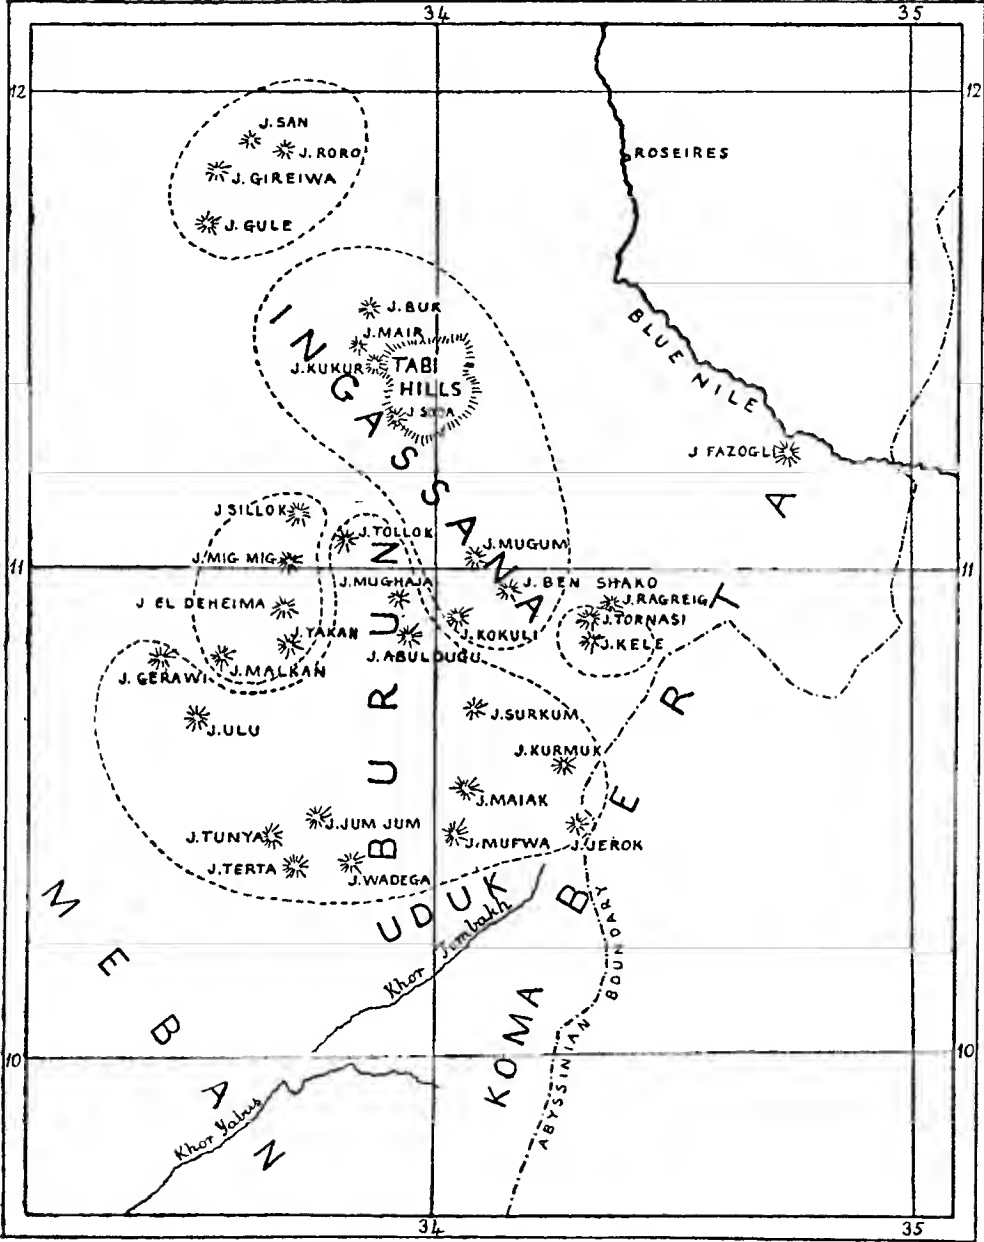 34
35
12
12
J. SAN
J. RORO
J. GIREIWA
J. GULE
ROSEIRES
INGASSANA
J. BUK
J. MAIR
J. KUKUR
TABI
HILLS
BLUE NILE
J FAZOGLI
J SILLOK
J. TOLLOK
J. MIG MIG
J. MUGUM
11
11
J. MUGHAJA
J. BEN SHAKO
J EL DEHEIMA
J. RAGREIG
J. TORNASI
J. YAKAN
J. KOKULI
J. KELE
J. ABULDUGU
J. GERAWI
J. MALKAN
BURUN
BERTA
J. ULU
J. SURKUM
J. KURMUK
J. MAIAK
J. JUM JUM
J. TUNYA
J. MUFWA
J. JEROK
J. TERTA
J. WADEGA
UDUK
MEBAN
Khor Jumbakh
KOMA
ABYSSINIAN BOUNDARY
10
10
Khor Yabus
34
35